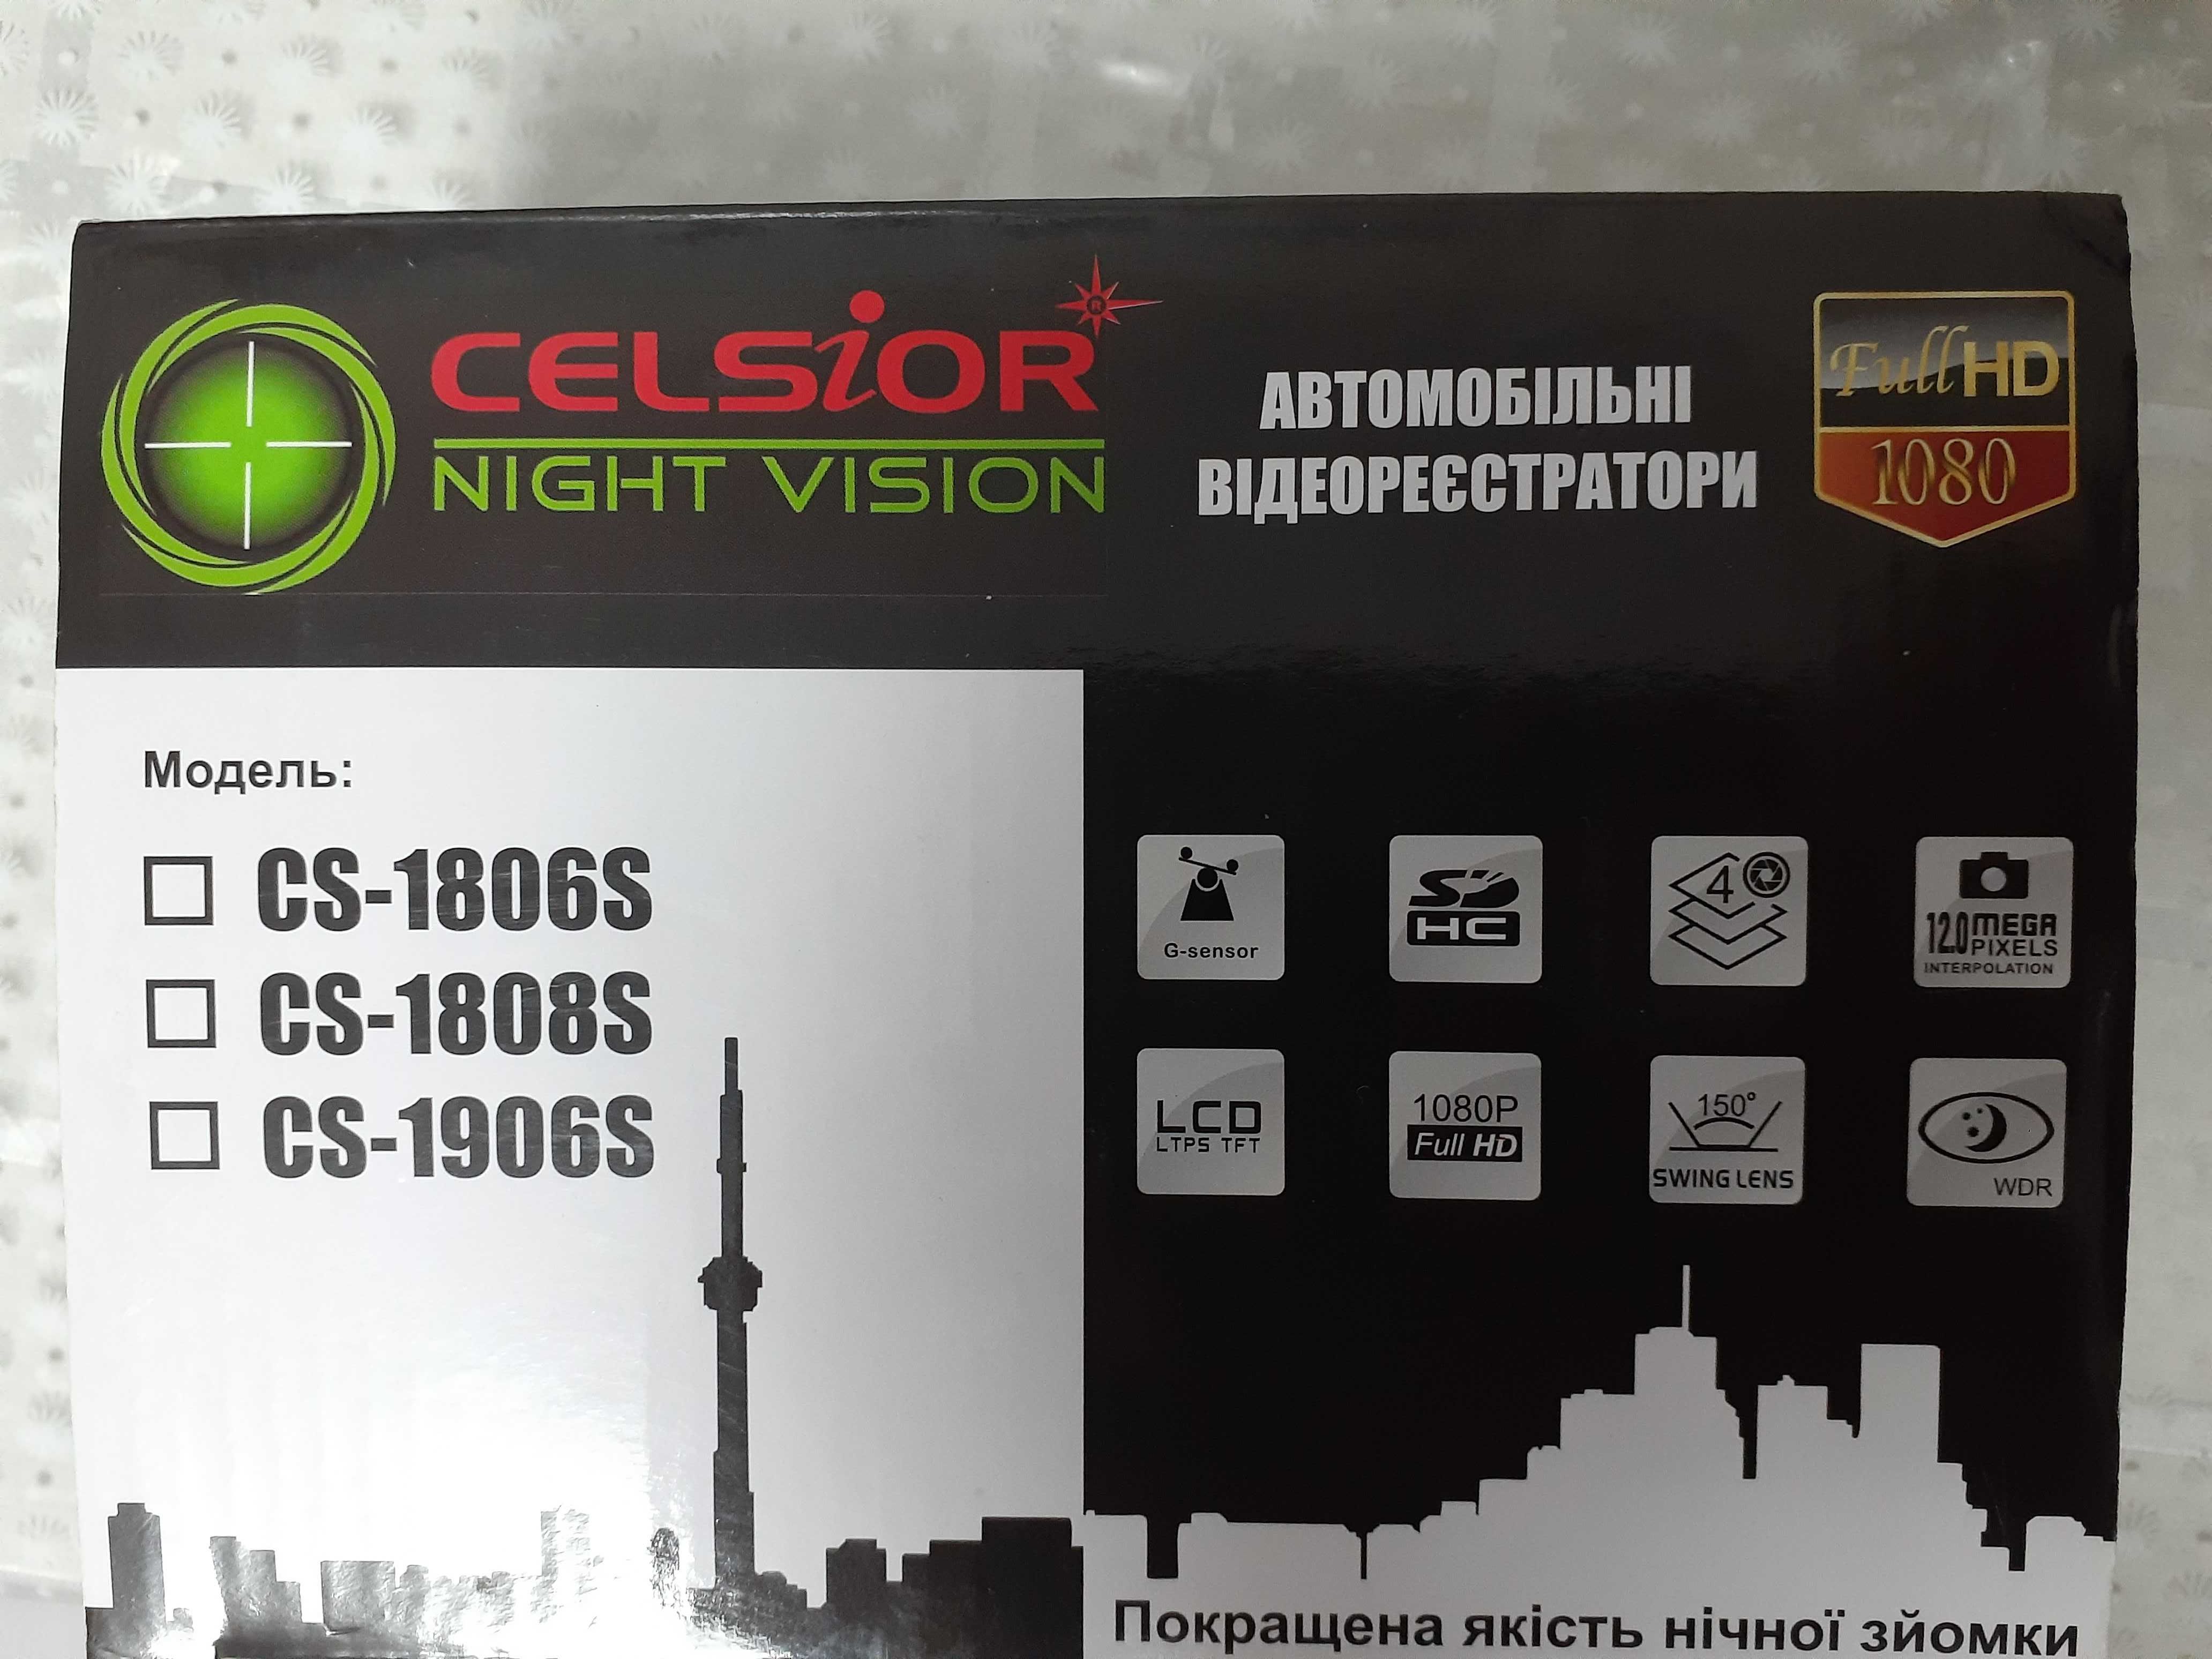 CELSiOR ®
NIGHT VISION
АВТОМОБІЛЬНІ
ВІДЕОРЕЄСТРАТОРИ
Full HD
1080
Модель:
CS-1806S
CS-1808S
CS-1906S
G-sensor
SD
HC
4
12.0 MEGA
PIXELS
INTERPOLATION
LCD
LTPS TFT
1080P
Full HD
150°
SWING LENS
WDR
Покращена якість нічної зйомки